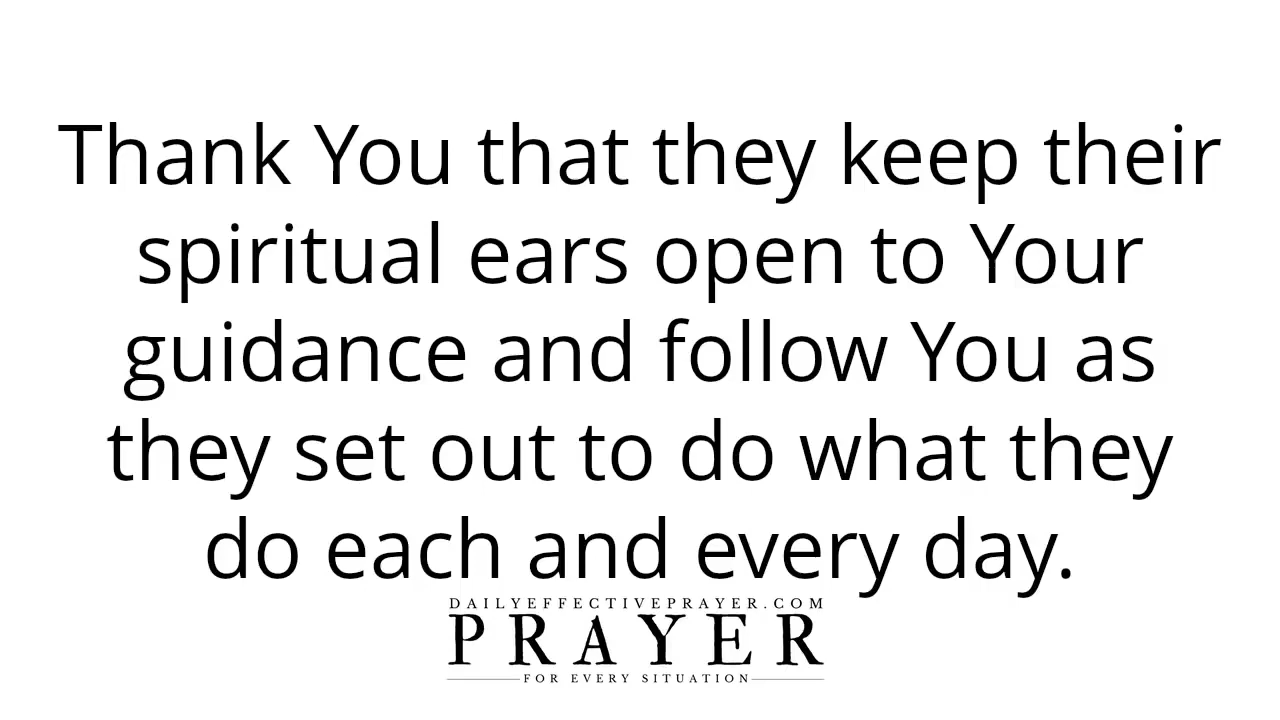 Thank You that they keep their
spiritual ears open to Your
guidance and follow You as
they set out to do what they
do each and every day.
DAILYEFFECTIVEPRAYER.COM
PRAYER
FOR EVERY SITUATION